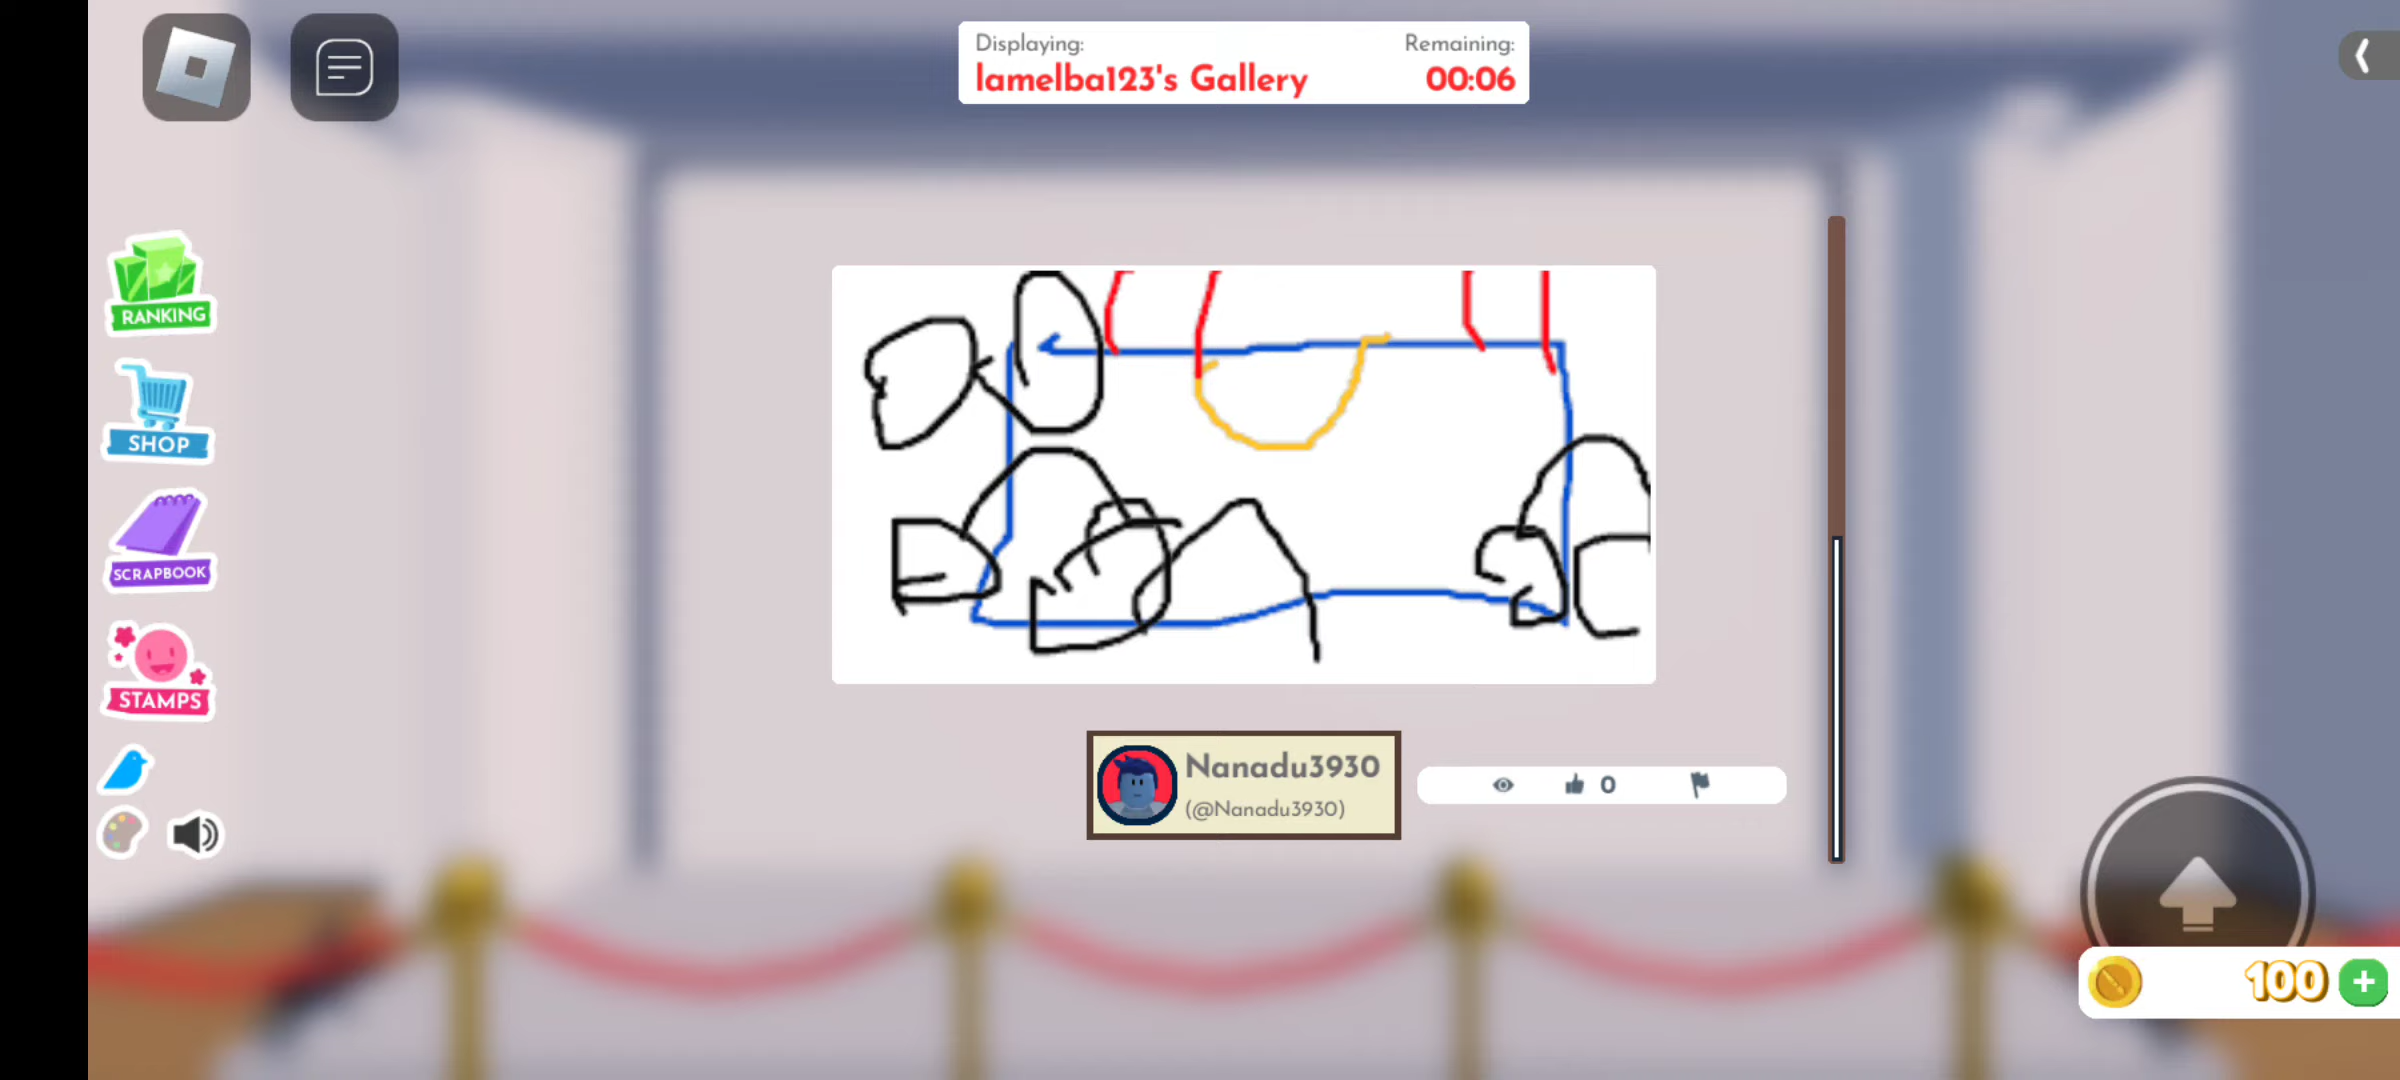 Displaying:
Remaining:
lamelba123's Gallery
00:06
RANKING
SHOP
SCRAPBOOK
STAMPS
Nanadu3930
(@Nanadu3930)
0
100